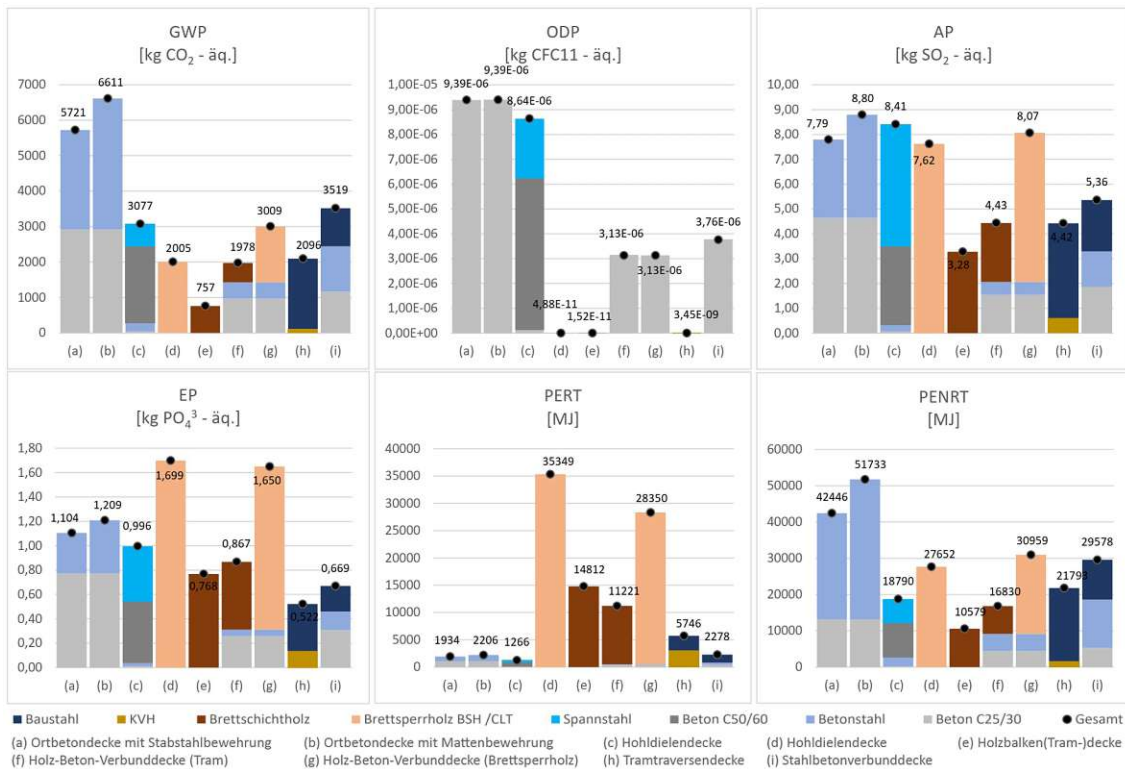 GWP
[kg CO₂ - äq.]
7000
6000
5000
4000
3000
2000
1000
0
5721
6611
3077
2005
757
1978
3009
2096
3519
(a) (b) (c) (d) (e) (f) (g) (h) (i)
ODP
[kg CFC11 - äq.]
1,00E-05
9,00E-06
8,00E-06
7,00E-06
6,00E-06
5,00E-06
4,00E-06
3,00E-06
2,00E-06
1,00E-06
0,00E+00
9,39E-06
9,39E-06
8,64E-06
4,88E-11
1,52E-11
3,13E-06
3,13E-06
3,45E-09
3,76E-06
(a) (b) (c) (d) (e) (f) (g) (h) (i)
AP
[kg SO₂ - äq.]
10,00
9,00
8,00
7,00
6,00
5,00
4,00
3,00
2,00
1,00
0,00
7,79
8,80
8,41
7,62
3,28
4,43
8,07
4,42
5,36
(a) (b) (c) (d) (e) (f) (g) (h) (i)
EP
[kg PO₄³ - äq.]
1,80
1,60
1,40
1,20
1,00
0,80
0,60
0,40
0,20
0,00
1,104
1,209
0,996
1,699
0,768
0,867
1,650
0,522
0,669
(a) (b) (c) (d) (e) (f) (g) (h) (i)
PERT
[MJ]
40000
35000
30000
25000
20000
15000
10000
5000
0
1934
2206
1266
35349
14812
11221
28350
5746
2278
(a) (b) (c) (d) (e) (f) (g) (h) (i)
PENRT
[MJ]
60000
50000
40000
30000
20000
10000
0
42446
51733
18790
27652
10579
16830
30959
21793
29578
(a) (b) (c) (d) (e) (f) (g) (h) (i)
Baustahl KVH Brettschichtholz Brettsperrholz BSH /CLT Spannstahl Beton C50/60 Betonstahl Beton C25/30 Gesamt
(a) Ortbetondecke mit Stabstahlbewehrung (b) Ortbetondecke mit Mattenbewehrung (c) Hohldielendecke (d) Hohldielendecke (e) Holzbalken(Tram-)decke
(f) Holz-Beton-Verbunddecke (Tram) (g) Holz-Beton-Verbunddecke (Brettsperrholz) (h) Tramtraversendecke (i) Stahlbetonverbunddecke